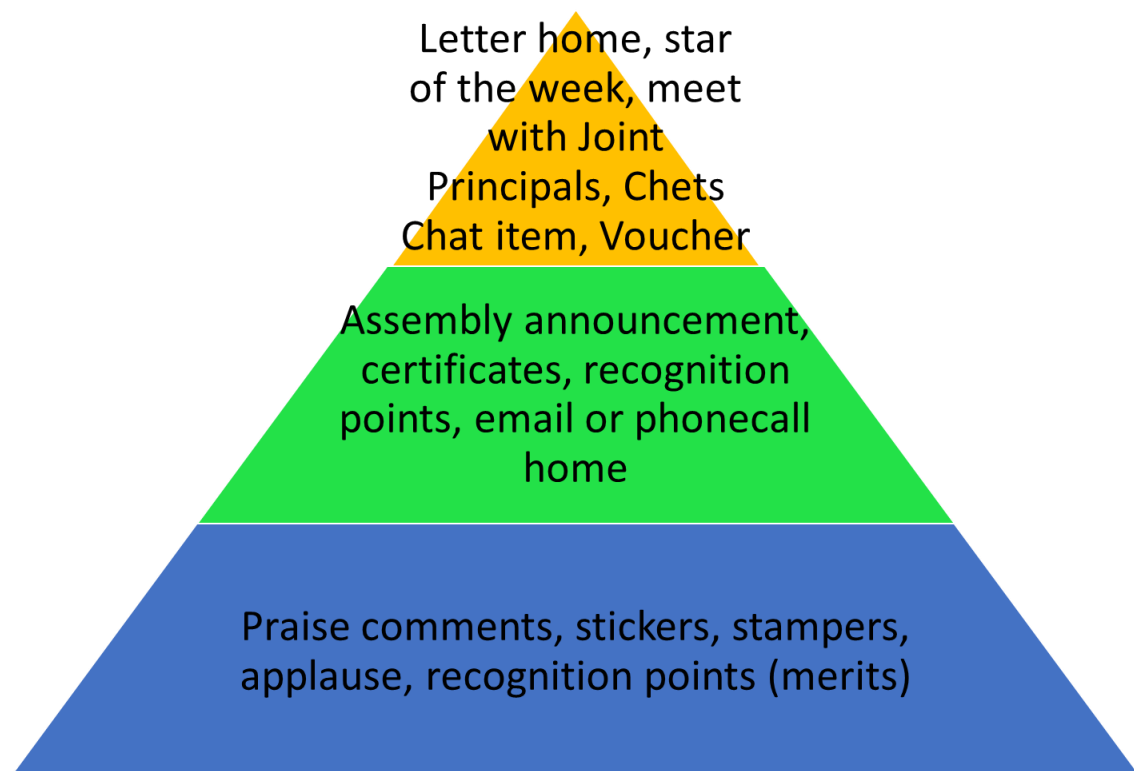 Letter home, star
of the week, meet
with Joint
Principals, Chets
Chat item, Voucher
Assembly announcement,
certificates, recognition
points, email or phonecall
home
Praise comments, stickers, stampers,
applause, recognition points (merits)